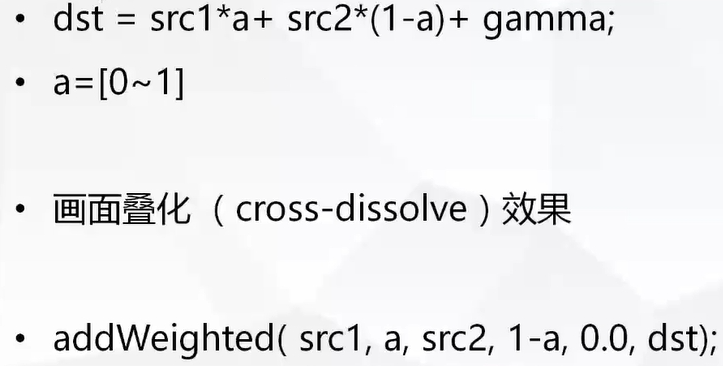 • dst = src1*a+ src2*(1-a)+ gamma;
• a=[0~1]
• 画面叠化 （cross-dissolve）效果
• addWeighted( src1, a, src2, 1-a, 0.0, dst);